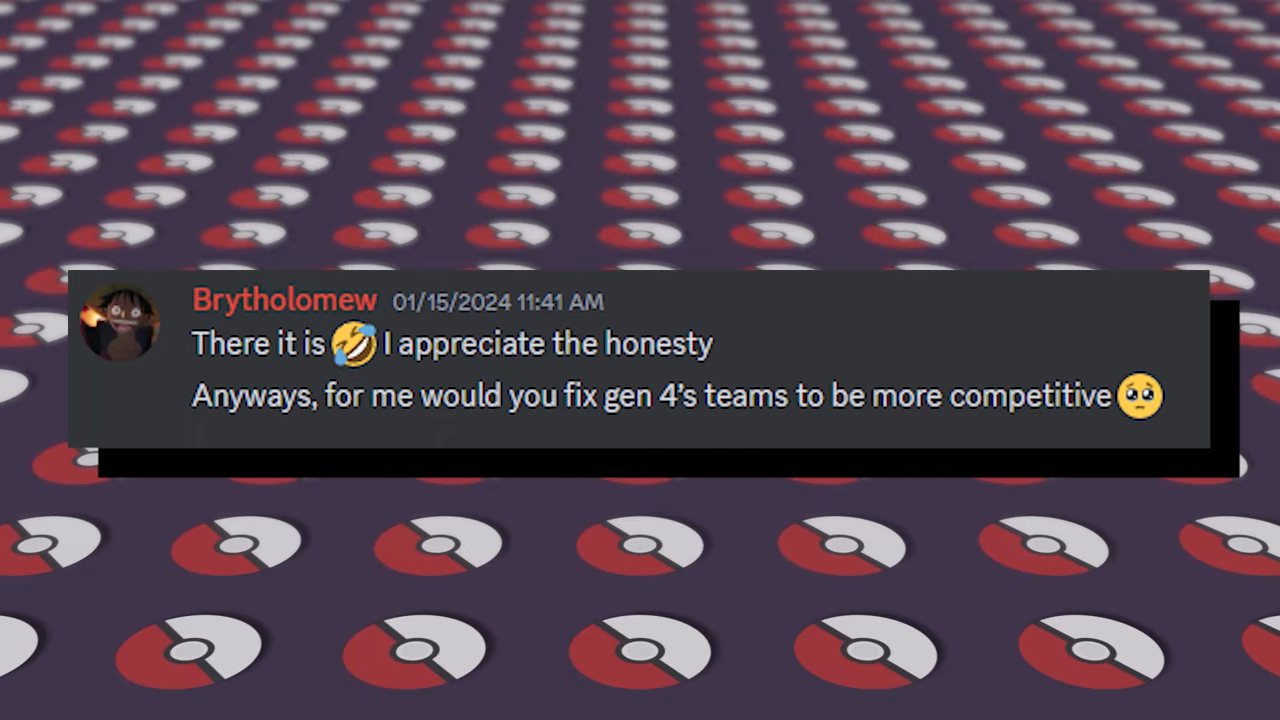 Brytholomew 01/15/2024 11:41 AM
There it is 🤣 I appreciate the honesty
Anyways, for me would you fix gen 4’s teams to be more competitive 🥺